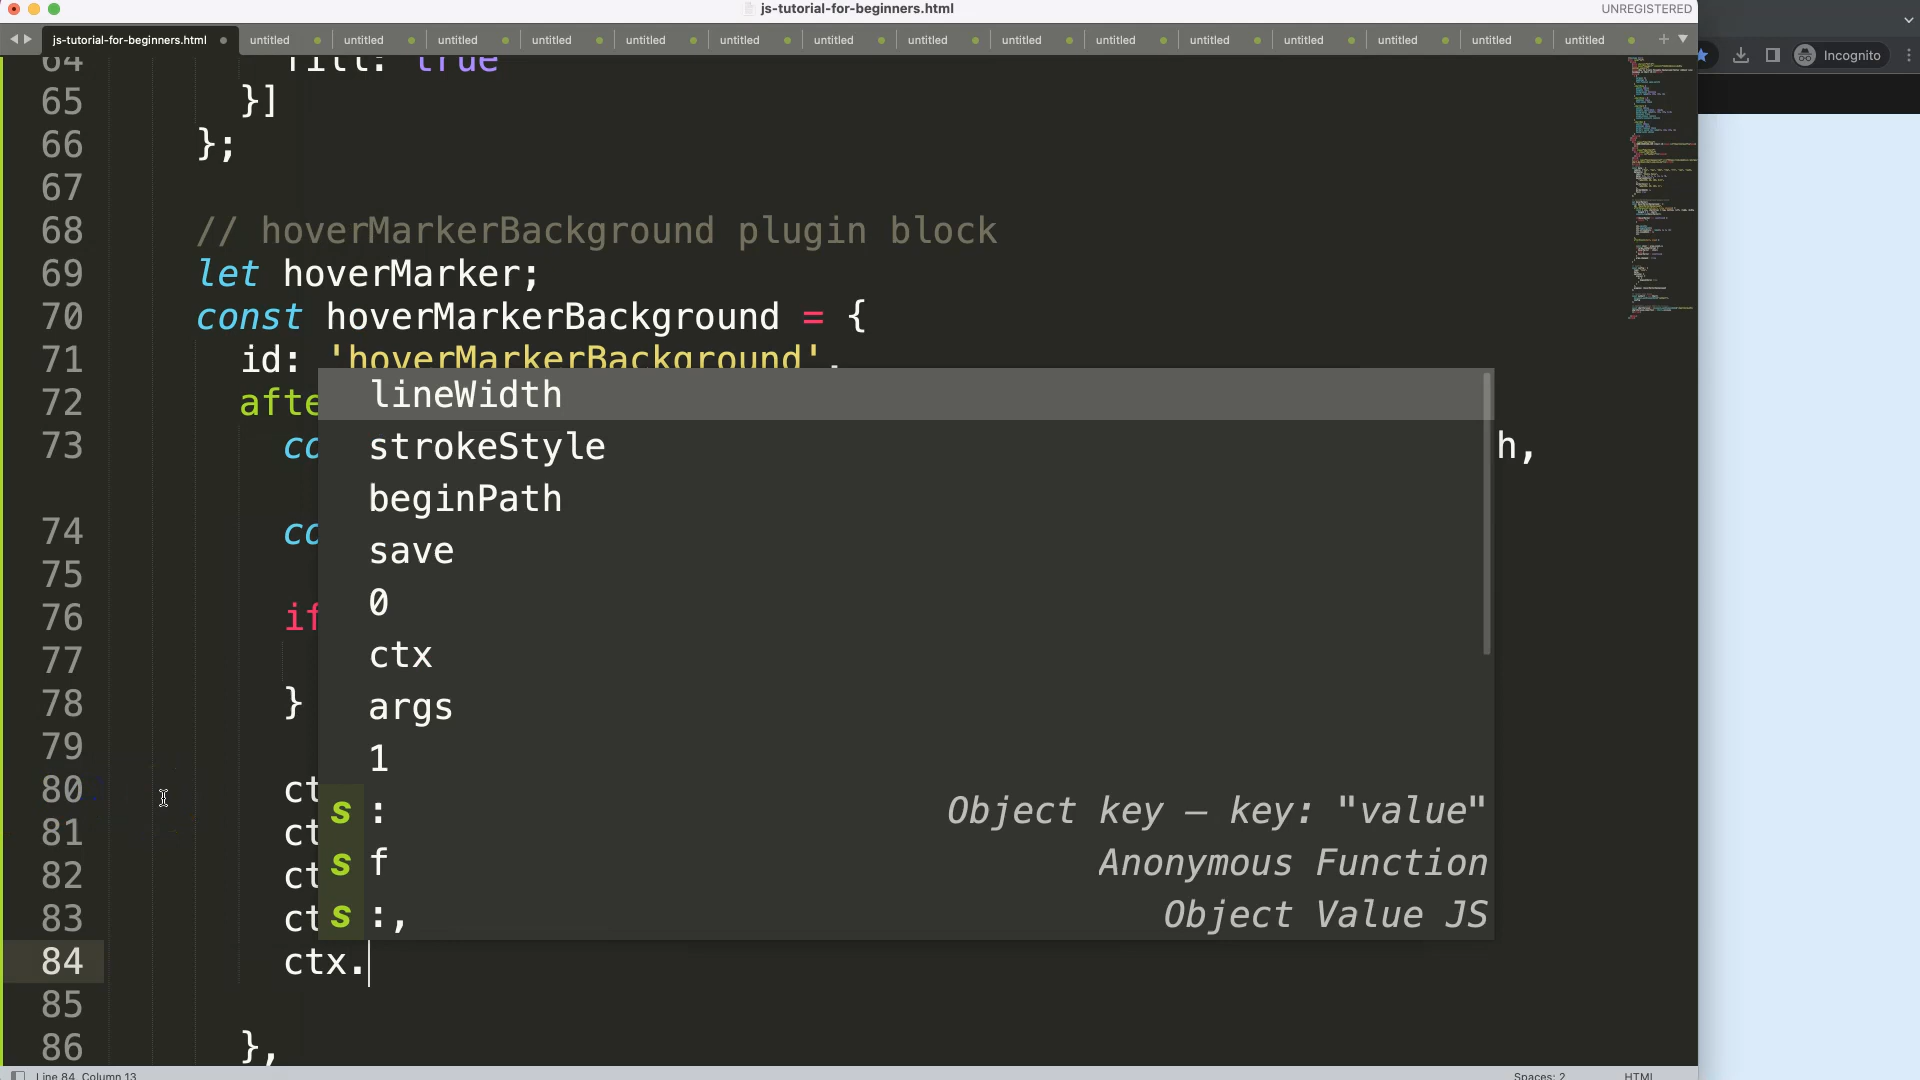 js-tutorial-for-beginners.html
UNREGISTERED
js-tutorial-for-beginners.html untitled untitled untitled untitled untitled untitled untitled untitled untitled untitled untitled untitled untitled untitled untitled
Incognito
64 fill: true
65 }]
66 };
67
68 // hoverMarkerBackground plugin block
69 let hoverMarker;
70 const hoverMarkerBackground = {
71 id: 'hoverMarkerBackground',
72 afte
lineWidth
73 co h,
strokeStyle
beginPath
74 co
save
75
0
76 if
ctx
77
args
78 }
79
1
80 ct
s : Object key – key: "value"
81 ct
s f Anonymous Function
82 ct
s :, Object Value JS
83 ct
84 ctx.
85
86 },
Line 84, Column 13 Spaces: 2 HTML